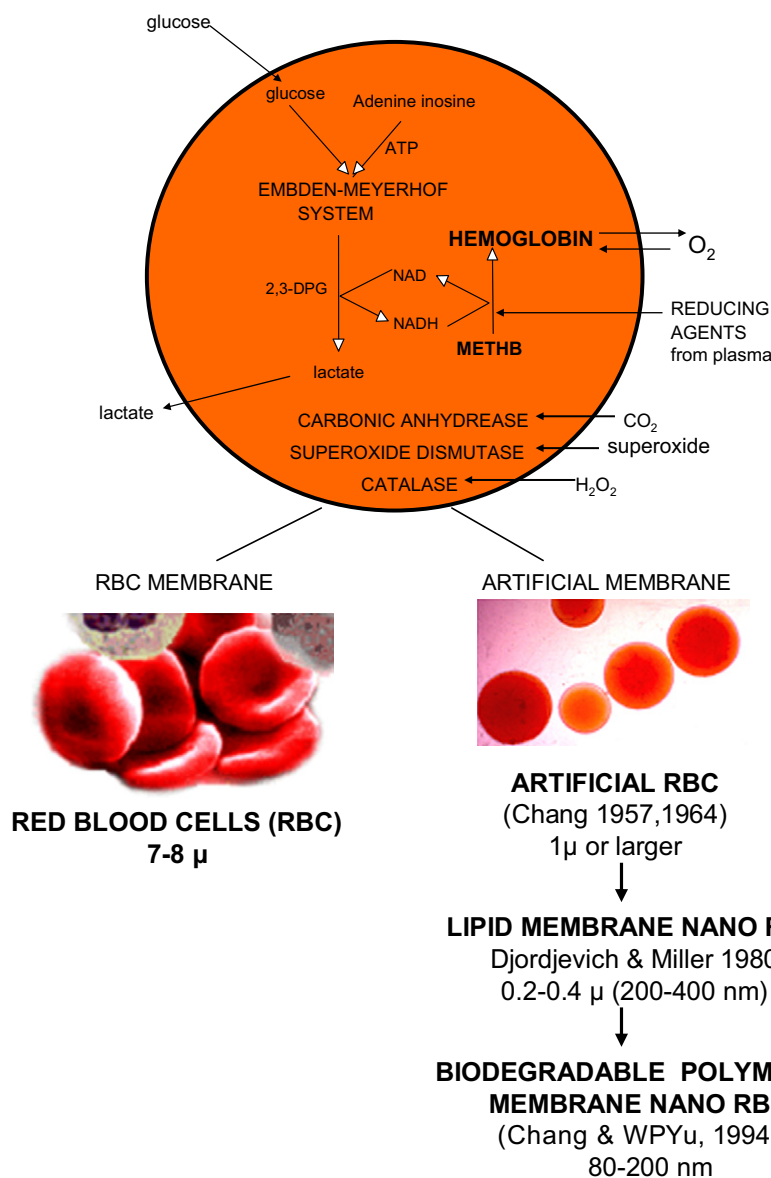 glucose
glucose
Adenine inosine
ATP
EMBDEN-MEYERHOF
SYSTEM
HEMOGLOBIN
O₂
2,3-DPG
NAD
NADH
METHB
REDUCING
AGENTS
from plasma
lactate
lactate
CARBONIC ANHYDREASE
CO₂
SUPEROXIDE DISMUTASE
superoxide
CATALASE
H₂O₂
RBC MEMBRANE
ARTIFICIAL MEMBRANE
RED BLOOD CELLS (RBC)
7-8 μ
ARTIFICIAL RBC
(Chang 1957,1964)
1μ or larger
LIPID MEMBRANE NANO
Djordjevich & Miller 1980
0.2-0.4 μ (200-400 nm)
BIODEGRADABLE POLYM
MEMBRANE NANO RB
(Chang & WPYu, 1994
80-200 nm